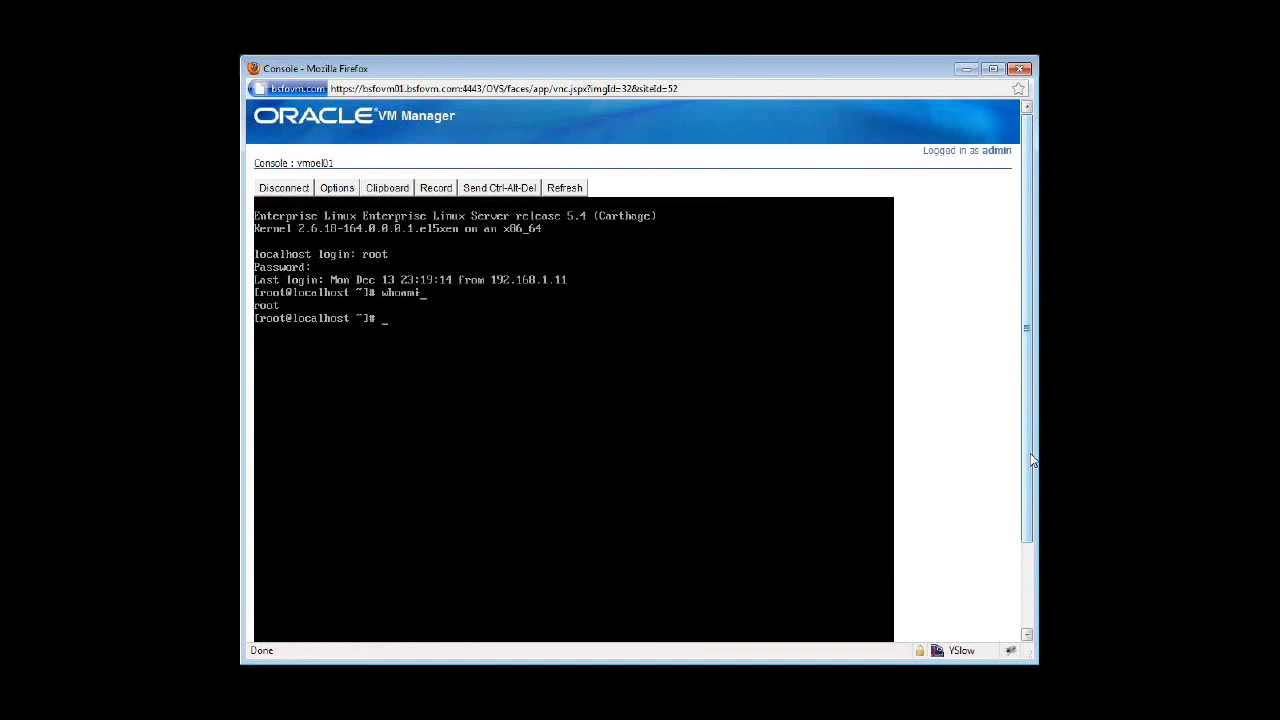 Console - Mozilla Firefox
bsfovm.com https://bsfovm01.bsfovm.com:4443/OVS/faces/app/vnc.jspx?imgId=32&siteId=52
ORACLE VM Manager
Logged in as admin
Console : vmoel01
Disconnect Options Clipboard Record Send Ctrl-Alt-Del Refresh
Enterprise Linux Enterprise Linux Server release 5.4 (Carthage)
Kernel 2.6.18-164.0.0.0.1.el5xen on an x86_64
localhost login: root
Password:
Last login: Mon Dec 13 23:19:14 from 192.168.1.11
[root@localhost ~]# whoami_
root
[root@localhost ~]# _
Done YSlow